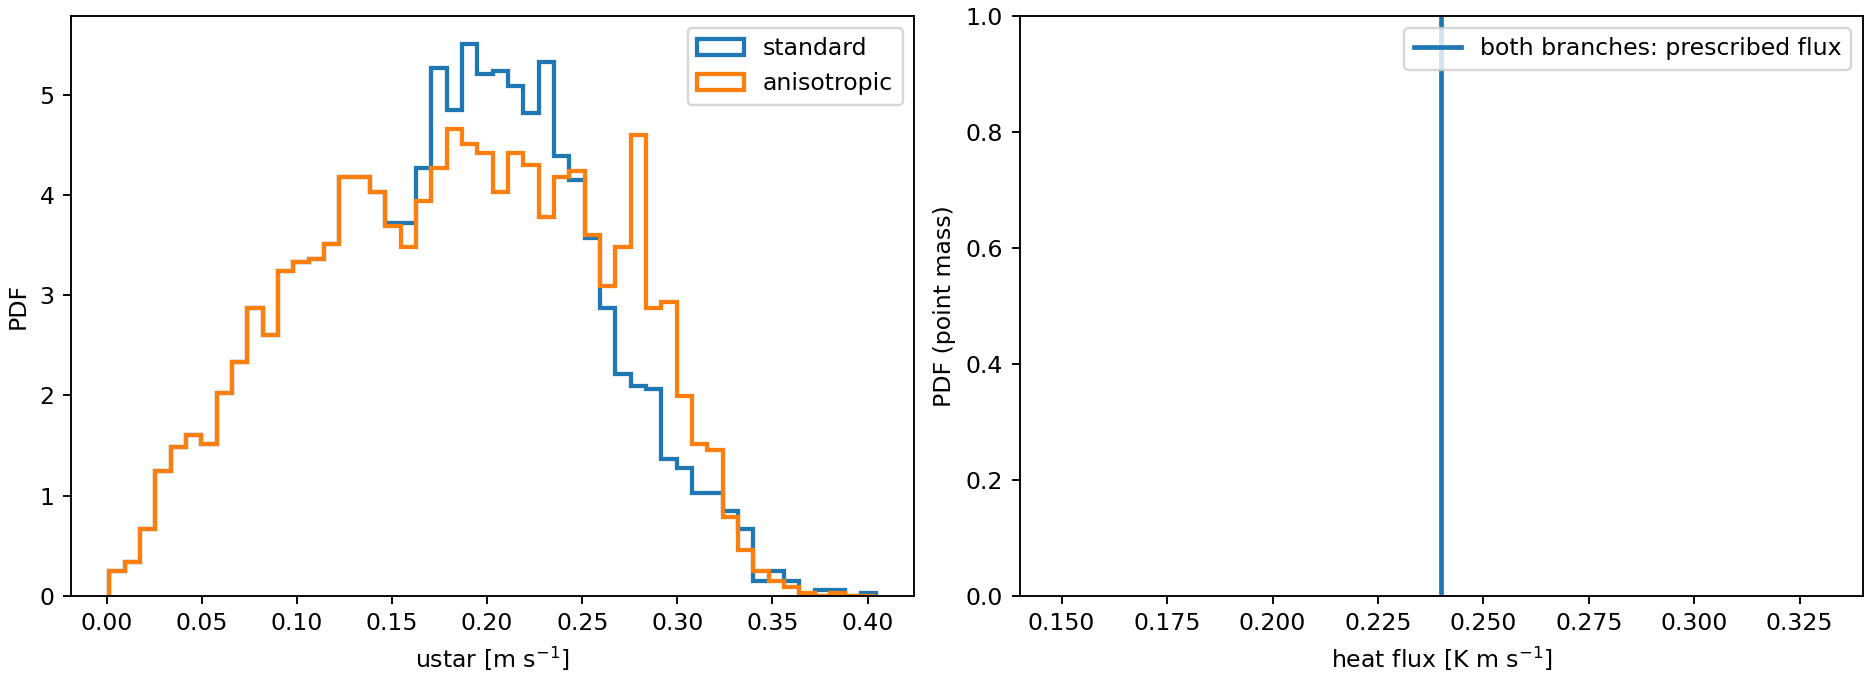 PDF
5
4
3
2
1
0
standard
anisotropic
0.00 0.05 0.10 0.15 0.20 0.25 0.30 0.35 0.40
ustar [m s⁻¹]
PDF (point mass)
1.0
0.8
0.6
0.4
0.2
0.0
both branches: prescribed flux
0.150 0.175 0.200 0.225 0.250 0.275 0.300 0.325
heat flux [K m s⁻¹]